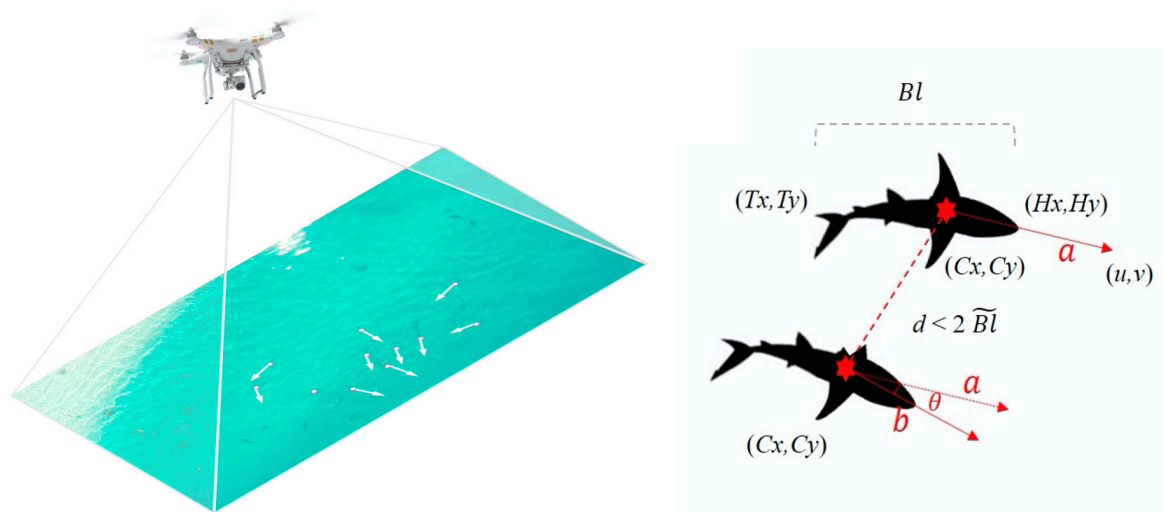 Bl
(Tx,Ty)
(Hx,Hy)
a
(Cx,Cy)
(u,v)
d < 2 B̃l
a
θ
b
(Cx,Cy)